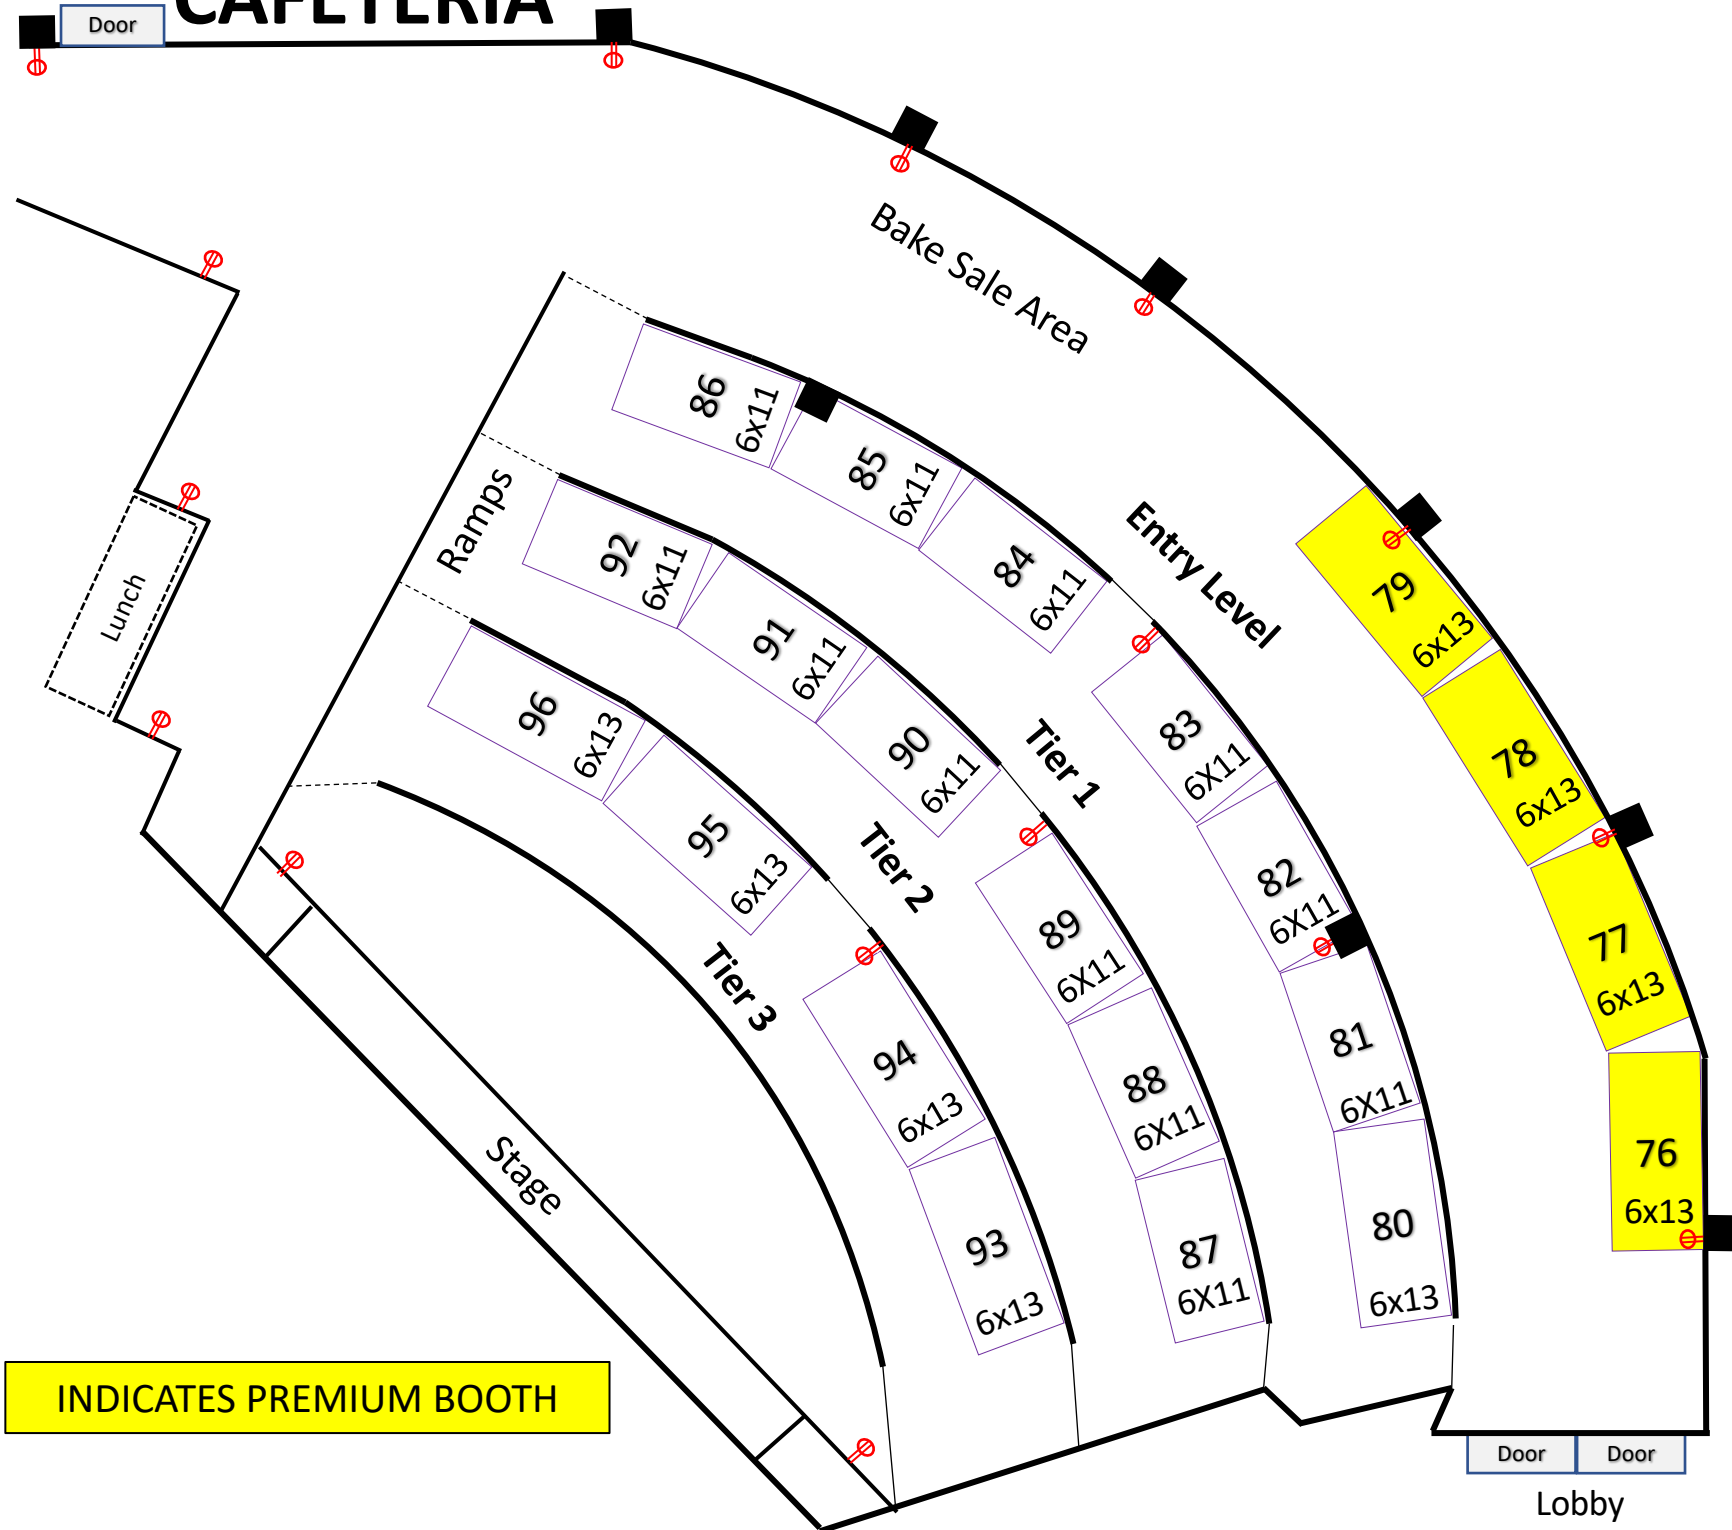 CAFETERIA
Door
Bake Sale Area
86
6x11
85
6x11
84
6x11
Entry Level
79
6x13
78
6x13
77
6x13
76
6x13
Ramps
92
6x11
91
6x11
90
6x11
Tier 1
83
6X11
82
6X11
81
6X11
80
6x13
Lunch
96
6x13
95
6x13
Tier 2
89
6X11
88
6X11
87
6X11
Tier 3
94
6x13
93
6x13
Stage
INDICATES PREMIUM BOOTH
Door
Door
Lobby